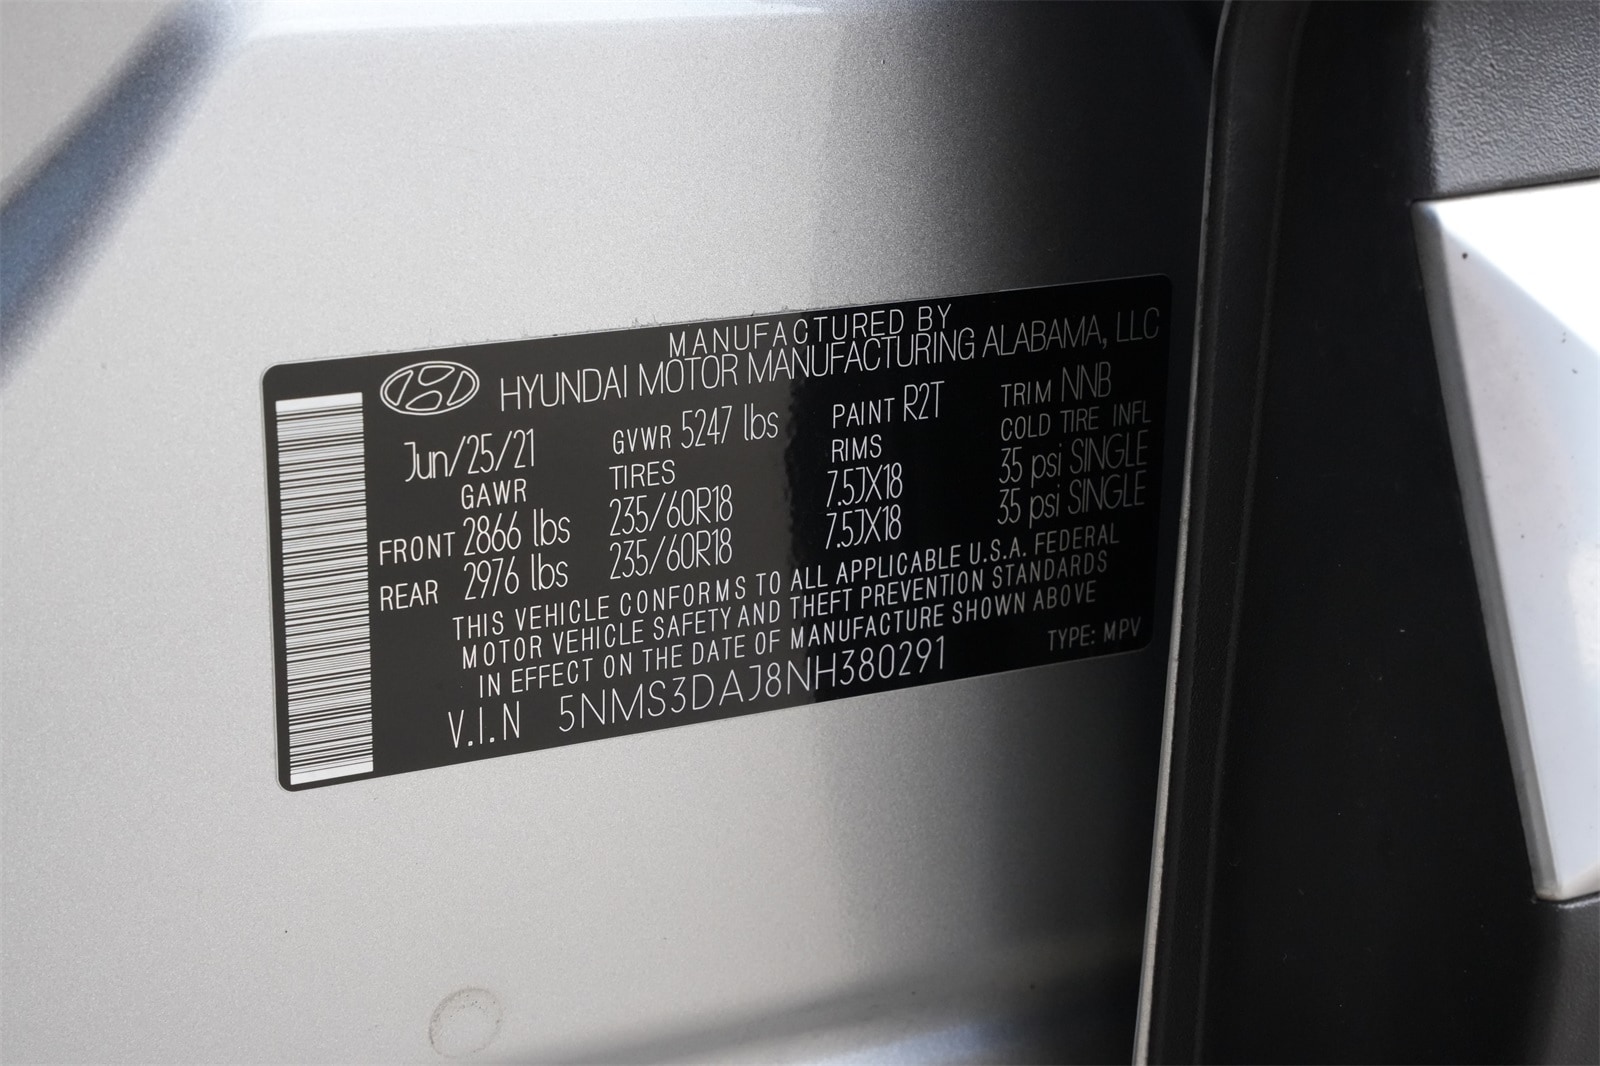 MANUFACTURED BY
HYUNDAI MOTOR MANUFACTURING ALABAMA, LLC
Jun/25/21 GVWR 5247 lbs PAINT R2T TRIM NNB
GAWR TIRES RIMS COLD TIRE INFL
FRONT 2866 lbs 235/60R18 7.5JX18 35 psi SINGLE
REAR 2976 lbs 235/60R18 7.5JX18 35 psi SINGLE
THIS VEHICLE CONFORMS TO ALL APPLICABLE U.S.A. FEDERAL
MOTOR VEHICLE SAFETY AND THEFT PREVENTION STANDARDS
IN EFFECT ON THE DATE OF MANUFACTURE SHOWN ABOVE
V.I.N 5NMS3DAJ8NH380291 TYPE: MPV